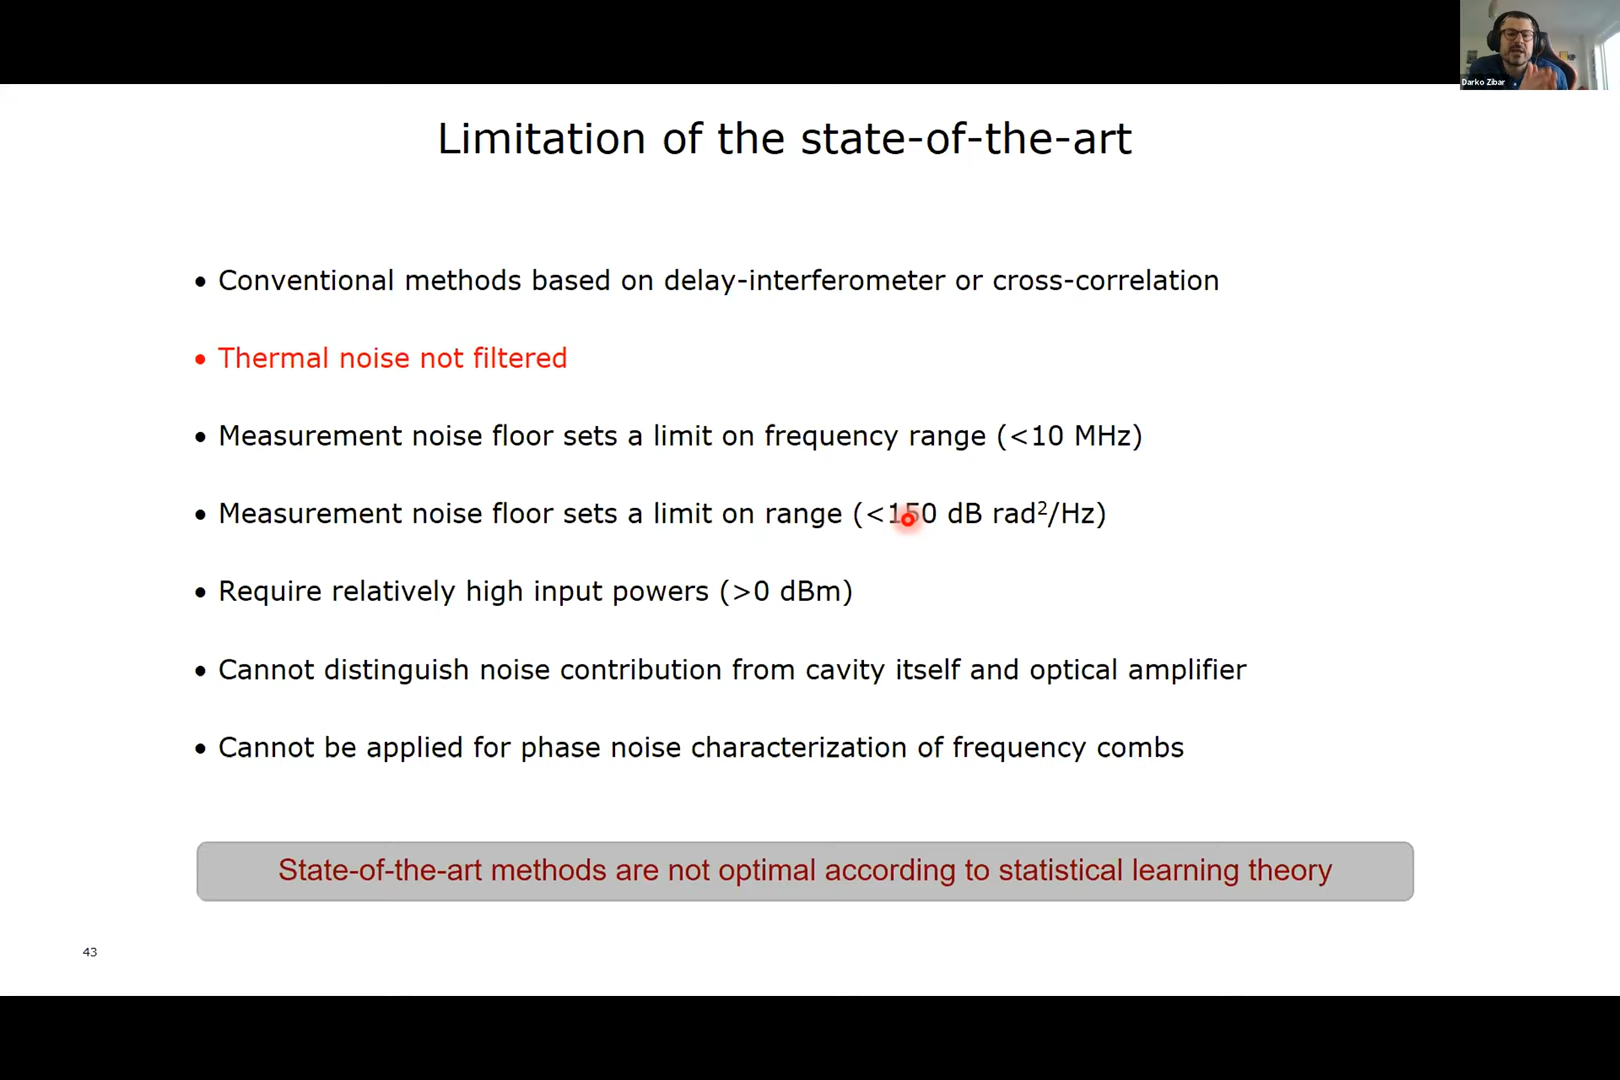 Darko Zibar
Limitation of the state-of-the-art
• Conventional methods based on delay-interferometer or cross-correlation
• Thermal noise not filtered
• Measurement noise floor sets a limit on frequency range (<10 MHz)
• Measurement noise floor sets a limit on range (<150 dB rad²/Hz)
• Require relatively high input powers (>0 dBm)
• Cannot distinguish noise contribution from cavity itself and optical amplifier
• Cannot be applied for phase noise characterization of frequency combs
State-of-the-art methods are not optimal according to statistical learning theory
43